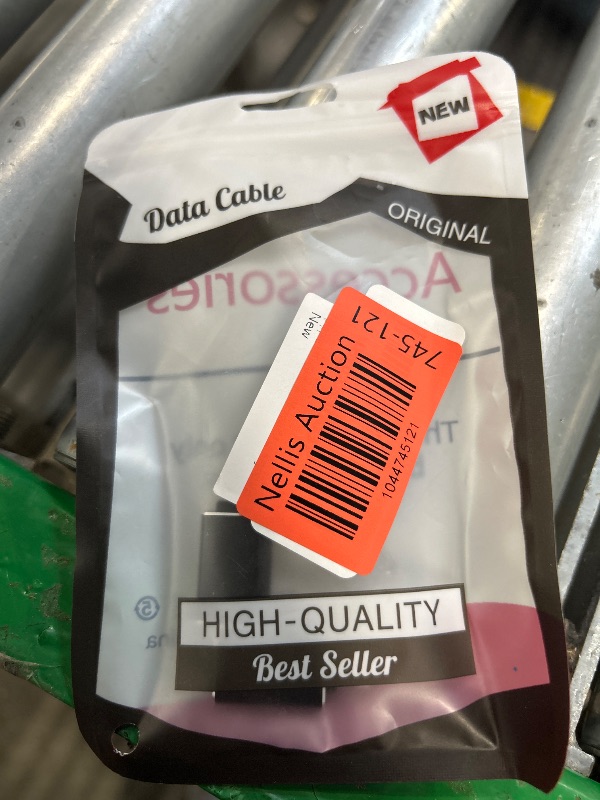 NEW
Data Cable
ORIGINAL
Accessories
New
Nellis Auction
745-121
1044745121
HIGH-QUALITY
Best Seller